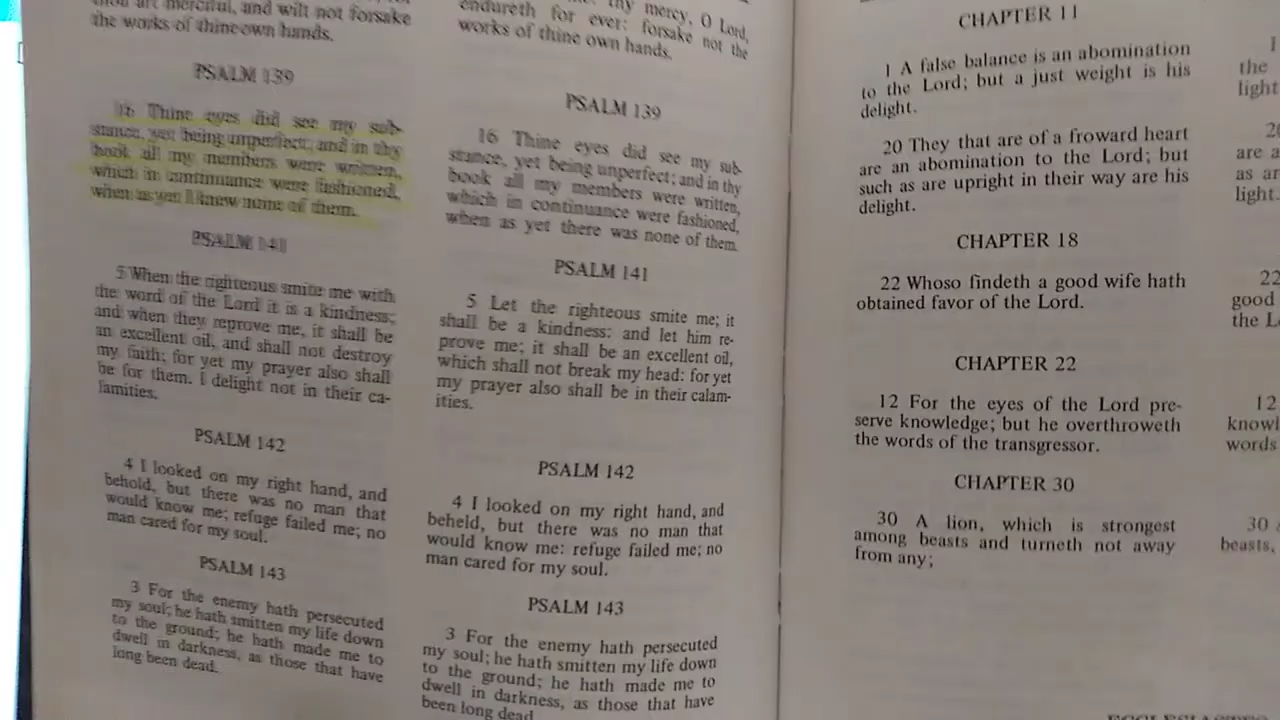 thou art merciful, and wilt not forsake
the works of thine own hands.
PSALM 139
16 Thine eyes did see my sub-
stance, yet being unperfect; and in thy
book all my members were written,
which in continuance were fashioned,
when as yet I knew none of them.
PSALM 141
5 When the righteous smite me with
the word of the Lord it is a kindness;
and when they reprove me, it shall be
an excellent oil, and shall not destroy
my faith; for yet my prayer also shall
be for them. I delight not in their ca-
lamities.
PSALM 142
4 I looked on my right hand, and
behold, but there was no man that
would know me; refuge failed me; no
man cared for my soul.
PSALM 143
3 For the enemy hath persecuted
my soul; he hath smitten my life down
to the ground; he hath made me to
dwell in darkness, as those that have
long been dead.
thy mercy, O Lord,
endureth for ever: forsake not the
works of thine own hands.
PSALM 139
16 Thine eyes did see my sub-
stance, yet being unperfect; and in thy
book all my members were written,
which in continuance were fashioned,
when as yet there was none of them.
PSALM 141
5 Let the righteous smite me; it
shall be a kindness: and let him re-
prove me; it shall be an excellent oil,
which shall not break my head: for yet
my prayer also shall be in their calam-
ities.
PSALM 142
4 I looked on my right hand, and
beheld, but there was no man that
would know me: refuge failed me; no
man cared for my soul.
PSALM 143
3 For the enemy hath persecuted
my soul; he hath smitten my life down
to the ground; he hath made me to
dwell in darkness, as those that have
been long dead.
CHAPTER 11
1 A false balance is an abomination
to the Lord; but a just weight is his
delight.
20 They that are of a froward heart
are an abomination to the Lord; but
such as are upright in their way are his
delight.
CHAPTER 18
22 Whoso findeth a good wife hath
obtained favor of the Lord.
CHAPTER 22
12 For the eyes of the Lord pre-
serve knowledge; but he overthroweth
the words of the transgressor.
CHAPTER 30
30 A lion, which is strongest
among beasts and turneth not away
from any;
1
the
light
2
are a
as ar
light.
22
good
the L
12
knowl
words
30
beasts,